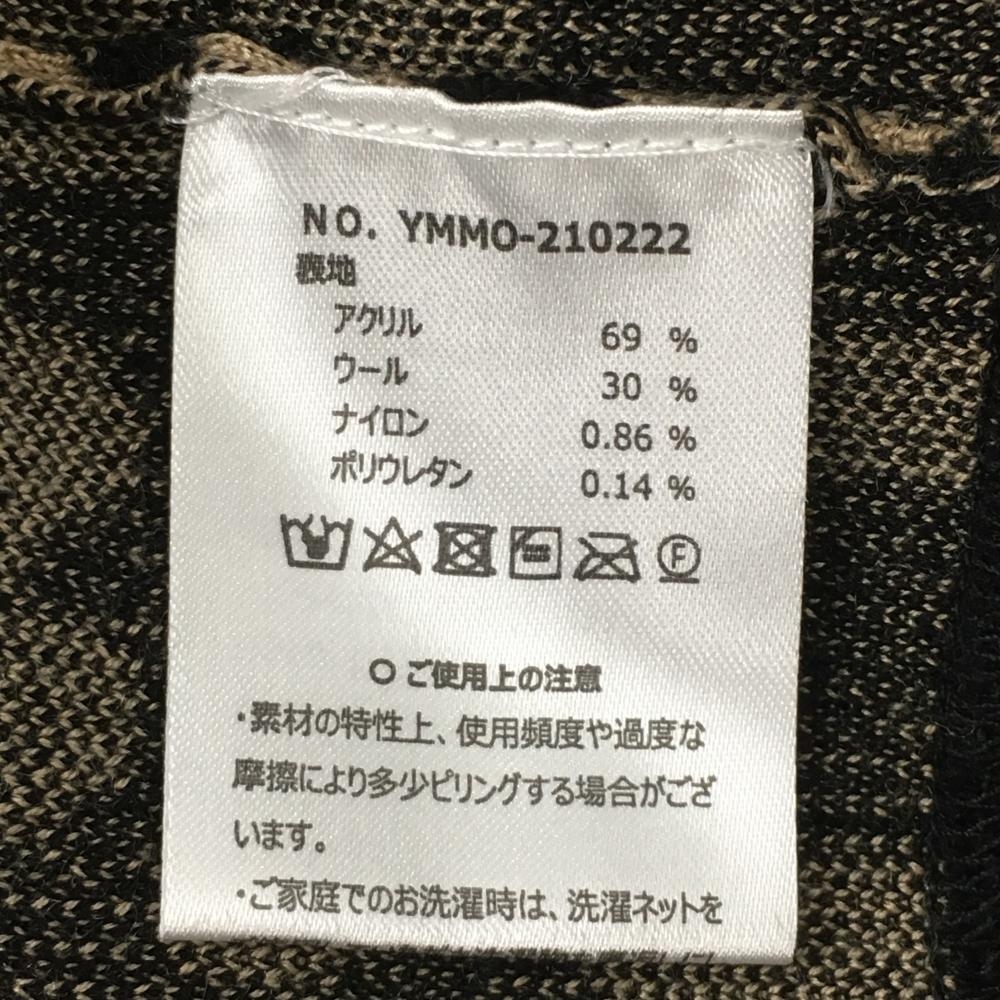 NO. YMMO-210222
表地
アクリル 69 %
ウール 30 %
ナイロン 0.86 %
ポリウレタン 0.14 %
F
○ ご使用上の注意
・素材の特性上、使用頻度や過度な
摩擦により多少ピリングする場合がござ
います。
・ご家庭でのお洗濯時は、洗濯ネットを